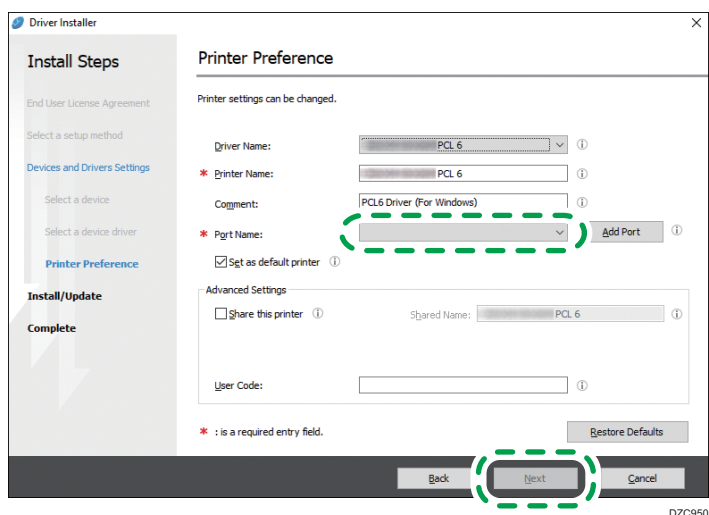 Driver Installer
Install Steps
Printer Preference
End User License Agreement
Printer settings can be changed.
Select a setup method
Driver Name:
PCL 6
Devices and Drivers Settings
* Printer Name:
PCL 6
Select a device
Comment:
PCL6 Driver (For Windows)
Select a device driver
* Port Name:
Add Port
Printer Preference
Set as default printer
Install/Update
Advanced Settings
Share this printer
Shared Name:
PCL 6
Complete
User Code:
* : is a required entry field.
Restore Defaults
Back
Next
Cancel
DZC950